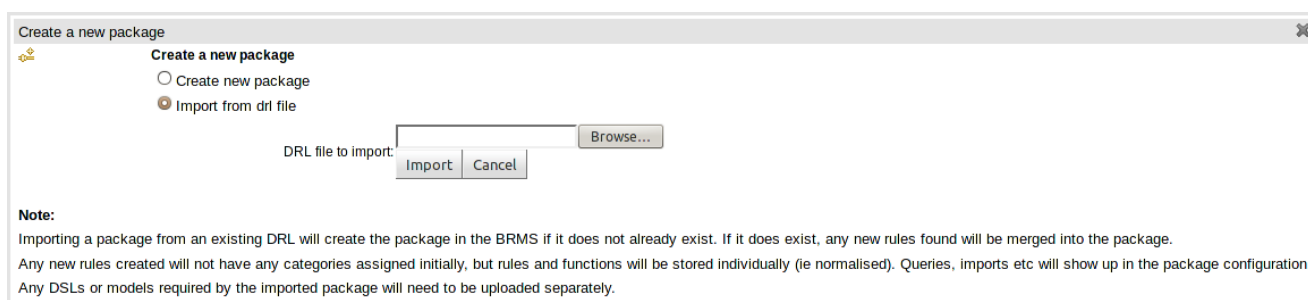 Create a new package
Create a new package
Create new package
Import from drl file
DRL file to import: Browse...
Import Cancel
Note:
Importing a package from an existing DRL will create the package in the BRMS if it does not already exist. If it does exist, any new rules found will be merged into the package.
Any new rules created will not have any categories assigned initially, but rules and functions will be stored individually (ie normalised). Queries, imports etc will show up in the package configuration
Any DSLs or models required by the imported package will need to be uploaded separately.